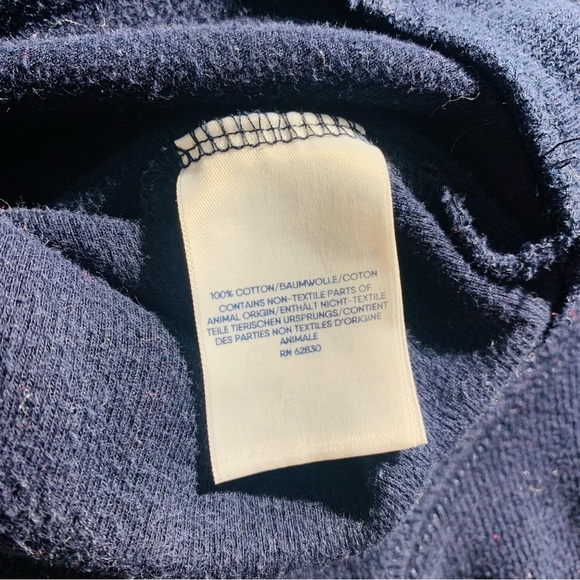 100% COTTON/BAUMWOLLE/COTON
CONTAINS NON-TEXTILE PARTS OF
ANIMAL ORIGIN/ENTHÄLT NICHT-TEXTILE
TEILE TIERISCHEN URSPRUNGS/CONTIENT
DES PARTIES NON TEXTILES D'ORIGINE
ANIMALE
RN 62830